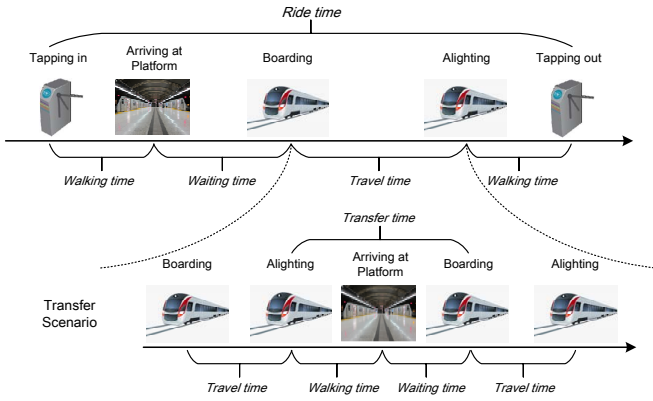 Ride time
Tapping in
Arriving at
Platform
Boarding
Alighting
Tapping out
Walking time
Waiting time
Travel time
Walking time
Transfer time
Boarding
Alighting
Arriving at
Platform
Boarding
Alighting
Transfer
Scenario
Travel time
Walking time
Waiting time
Travel time